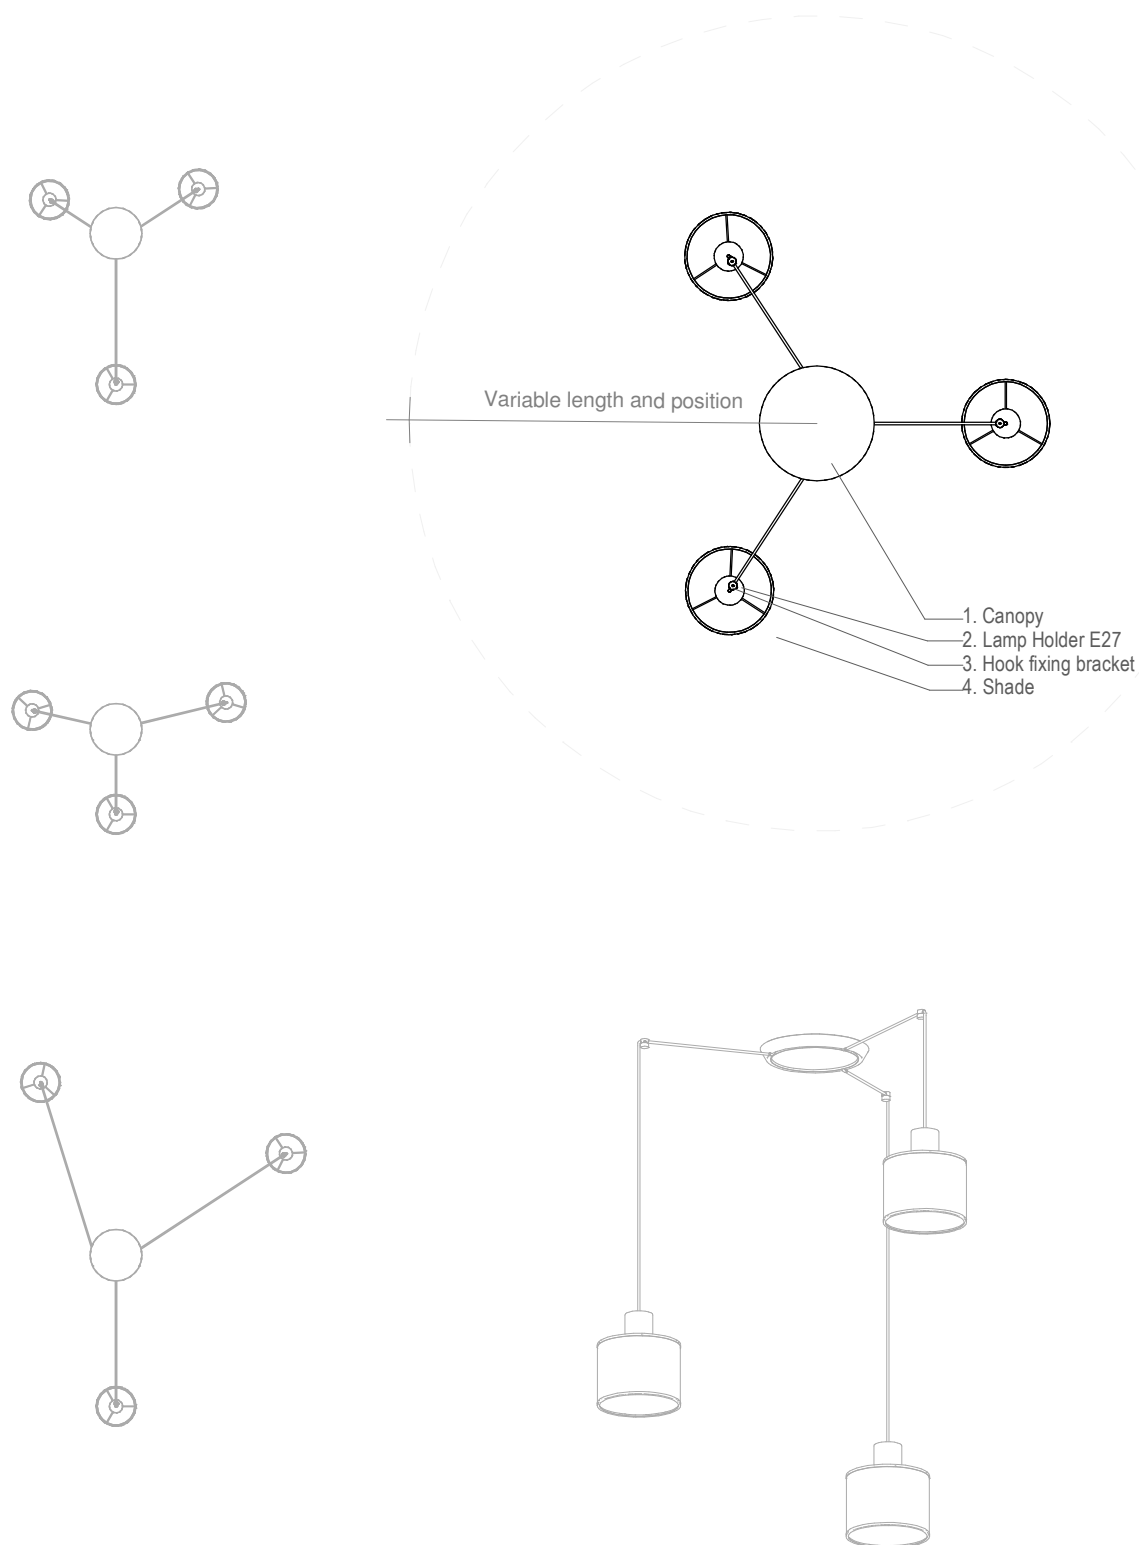 Variable length and position
1. Canopy
2. Lamp Holder E27
3. Hook fixing bracket
4. Shade